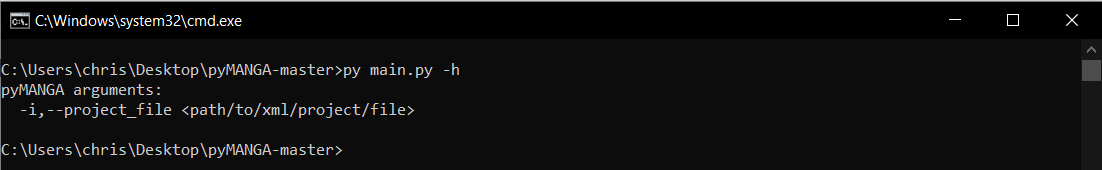 C:\Windows\system32\cmd.exe
C:\Users\chris\Desktop\pyMANGA-master>py main.py -h
pyMANGA arguments:
  -i,--project_file <path/to/xml/project/file>
C:\Users\chris\Desktop\pyMANGA-master>